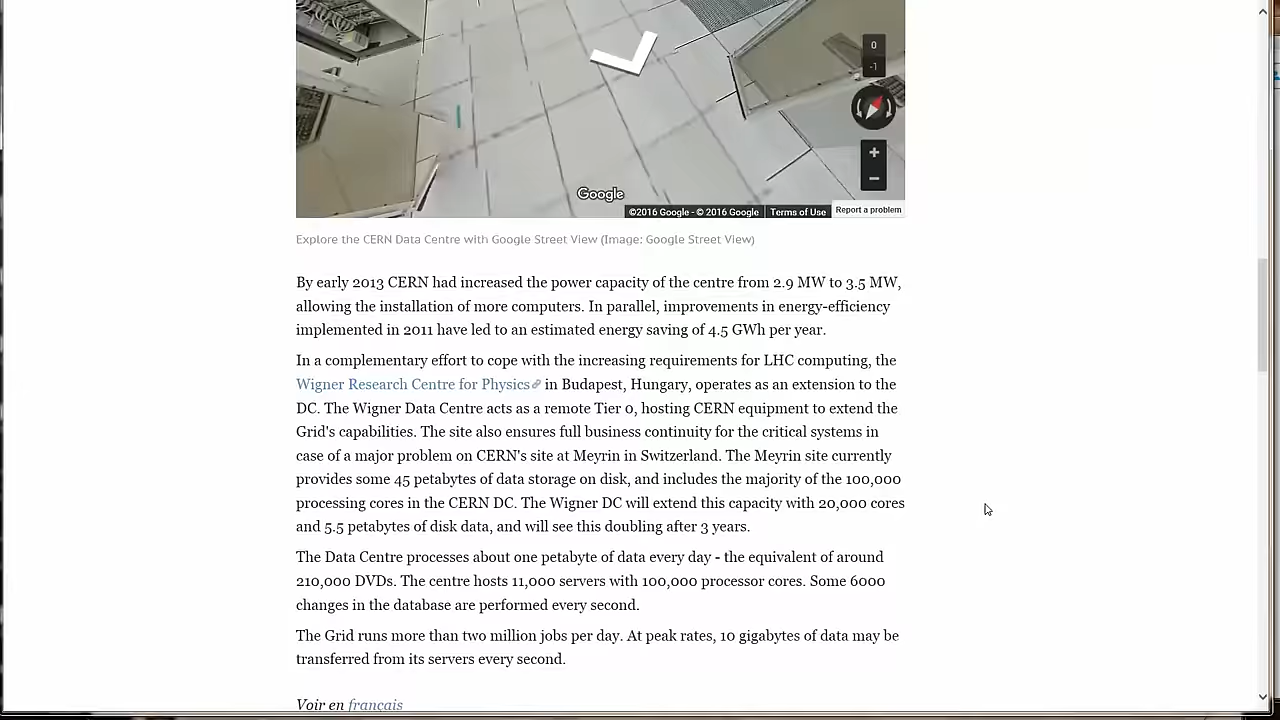 0
-1
+
−
Google
©2016 Google - © 2016 Google Terms of Use Report a problem
Explore the CERN Data Centre with Google Street View (Image: Google Street View)
By early 2013 CERN had increased the power capacity of the centre from 2.9 MW to 3.5 MW,
allowing the installation of more computers. In parallel, improvements in energy-efficiency
implemented in 2011 have led to an estimated energy saving of 4.5 GWh per year.
In a complementary effort to cope with the increasing requirements for LHC computing, the
Wigner Research Centre for Physics in Budapest, Hungary, operates as an extension to the
DC. The Wigner Data Centre acts as a remote Tier 0, hosting CERN equipment to extend the
Grid's capabilities. The site also ensures full business continuity for the critical systems in
case of a major problem on CERN's site at Meyrin in Switzerland. The Meyrin site currently
provides some 45 petabytes of data storage on disk, and includes the majority of the 100,000
processing cores in the CERN DC. The Wigner DC will extend this capacity with 20,000 cores
and 5.5 petabytes of disk data, and will see this doubling after 3 years.
The Data Centre processes about one petabyte of data every day - the equivalent of around
210,000 DVDs. The centre hosts 11,000 servers with 100,000 processor cores. Some 6000
changes in the database are performed every second.
The Grid runs more than two million jobs per day. At peak rates, 10 gigabytes of data may be
transferred from its servers every second.
Voir en français